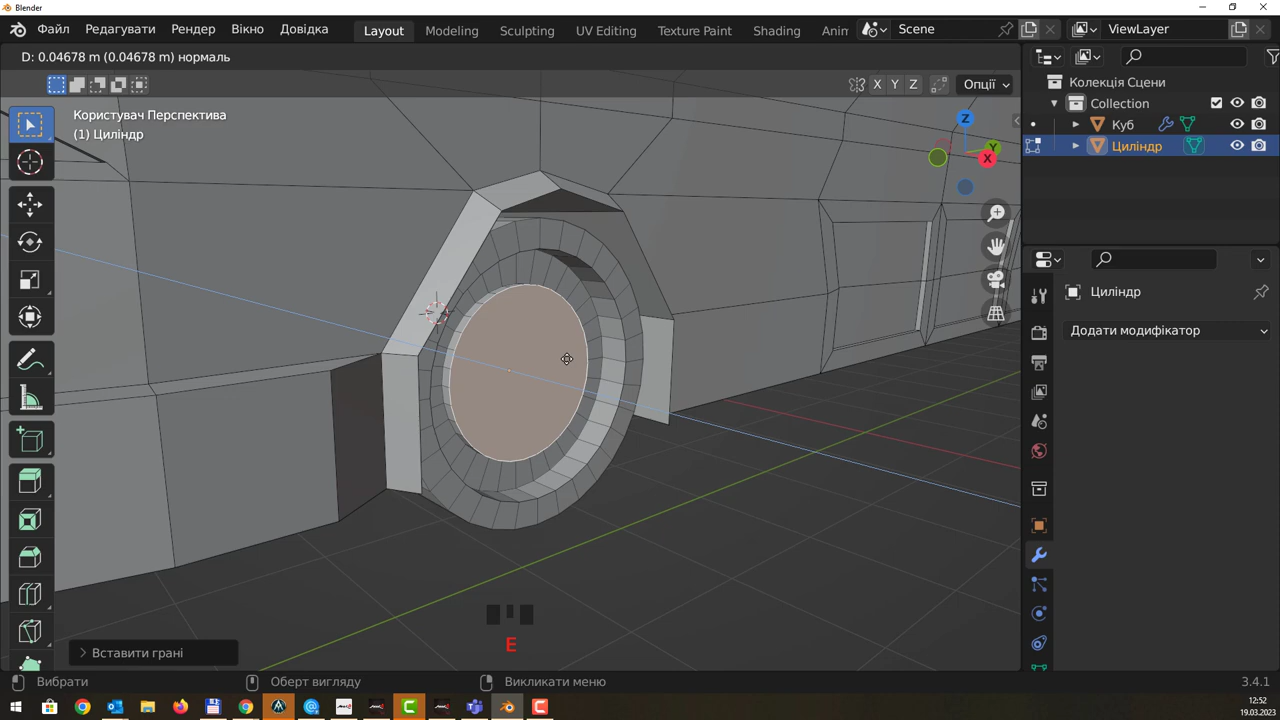 Blender
Файл Редагувати Рендер Вікно Довідка Layout Modeling Sculpting UV Editing Texture Paint Shading Anin Scene ViewLayer
D: 0.04678 m (0.04678 m) нормаль
X Y Z Опції
Користувач Перспектива
(1) Циліндр
Z
Y
X
Колекція Сцени
Collection
Куб
Циліндр
Циліндр
Додати модифікатор
E
Вставити грані
Вибрати Оберт вигляду Викликати меню 3.4.1
12:52
19.03.2023